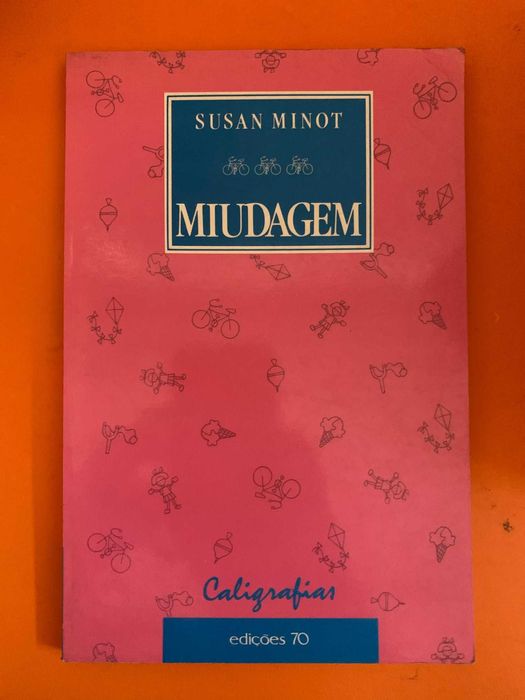 SUSAN MINOT
MIUDAGEM
Caligrafias
edições 70